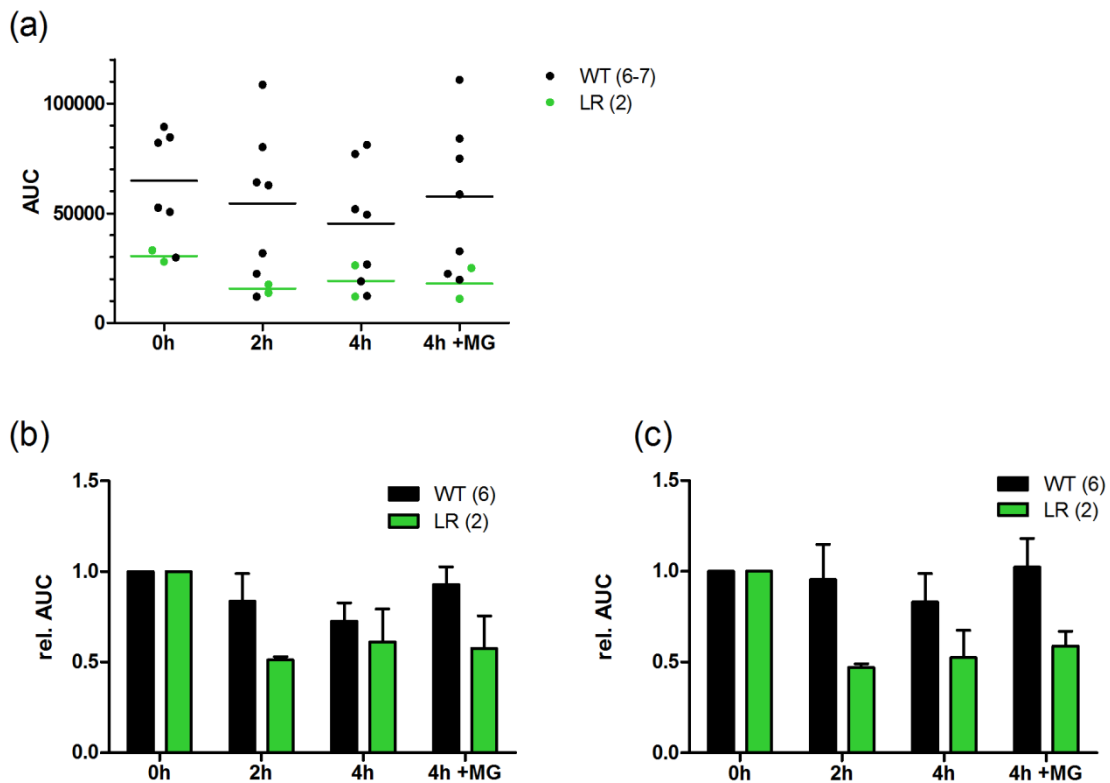 (a)
100000
50000
0
AUC
0h 2h 4h 4h +MG
WT (6-7)
LR (2)
(b)
1.5
1.0
0.5
0.0
rel. AUC
0h 2h 4h 4h +MG
WT (6)
LR (2)
(c)
1.5
1.0
0.5
0.0
rel. AUC
0h 2h 4h 4h +MG
WT (6)
LR (2)